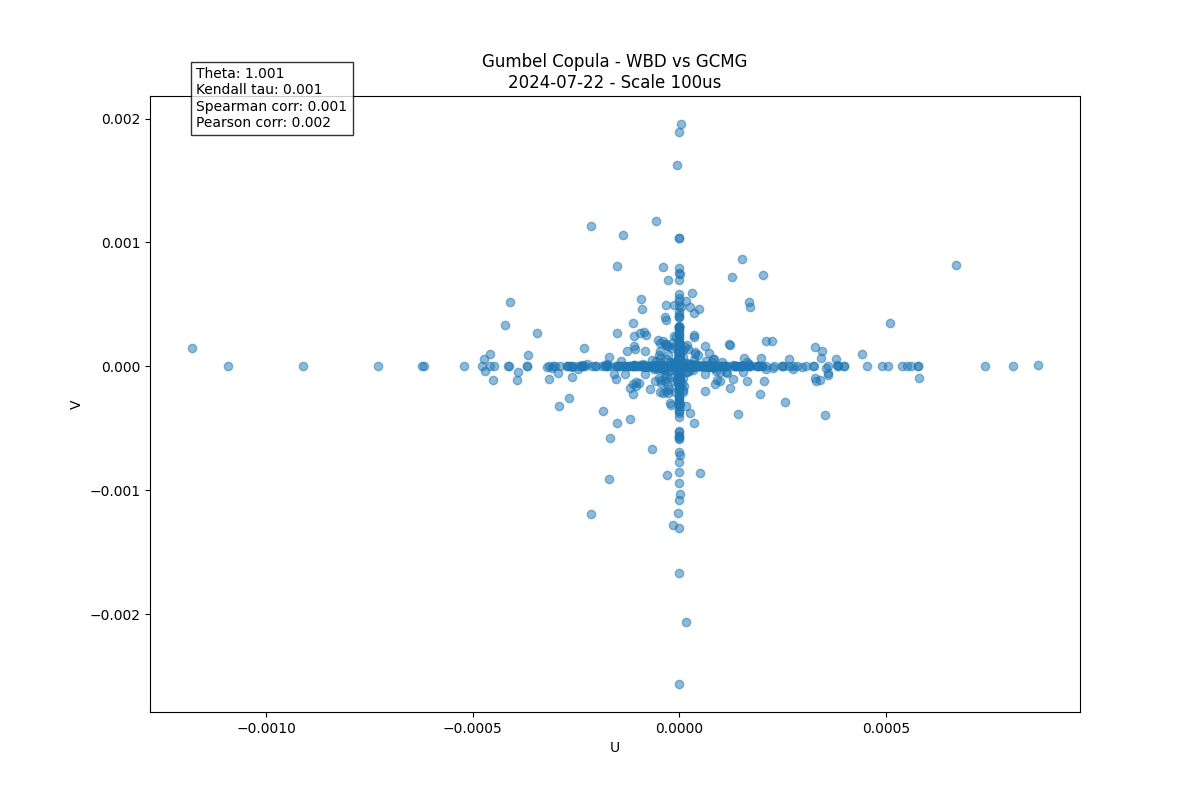 Gumbel Copula - WBD vs GCMG
2024-07-22 - Scale 100us
Theta: 1.001
Kendall tau: 0.001
Spearman corr: 0.001
Pearson corr: 0.002
0.002
0.001
0.000
−0.001
−0.002
V
−0.0010
−0.0005
0.0000
0.0005
U